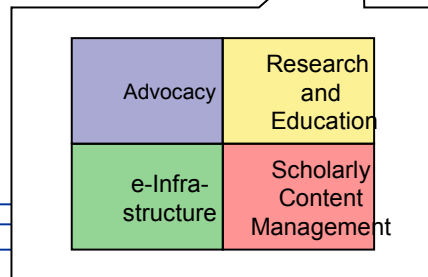 Advocacy
Research
and
Education
e-Infra-
structure
Scholarly
Content
Management